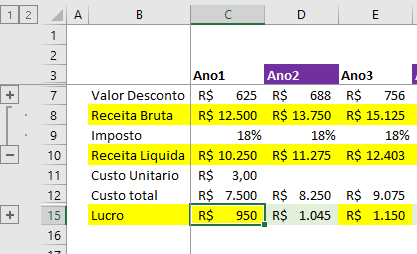 1 2 A B C D E
1
2
3 Ano1 Ano2 Ano3
7 Valor Desconto R$ 625 R$ 688 R$ 756
8 Receita Bruta R$ 12.500 R$ 13.750 R$ 15.125
9 Imposto 18% 18% 18%
10 Receita Liquida R$ 10.250 R$ 11.275 R$ 12.403
11 Custo Unitario R$ 3,00
12 Custo total R$ 7.500 R$ 8.250 R$ 9.075
15 Lucro R$ 950 R$ 1.045 R$ 1.150
16